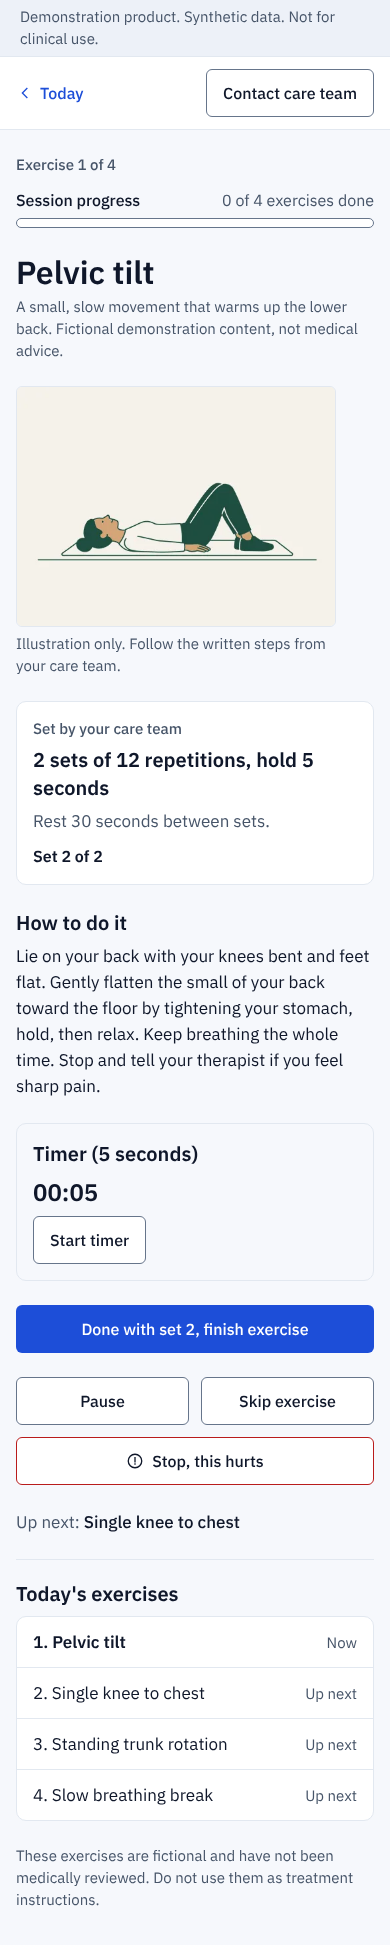 Demonstration product. Synthetic data. Not for
clinical use.
Today
Contact care team
Exercise 1 of 4
Session progress
0 of 4 exercises done
Pelvic tilt
A small, slow movement that warms up the lower
back. Fictional demonstration content, not medical
advice.
Illustration only. Follow the written steps from
your care team.
Set by your care team
2 sets of 12 repetitions, hold 5
seconds
Rest 30 seconds between sets.
Set 2 of 2
How to do it
Lie on your back with your knees bent and feet
flat. Gently flatten the small of your back
toward the floor by tightening your stomach,
hold, then relax. Keep breathing the whole
time. Stop and tell your therapist if you feel
sharp pain.
Timer (5 seconds)
00:05
Start timer
Done with set 2, finish exercise
Pause
Skip exercise
Stop, this hurts
Up next: Single knee to chest
Today's exercises
1. Pelvic tilt
Now
2. Single knee to chest
Up next
3. Standing trunk rotation
Up next
4. Slow breathing break
Up next
These exercises are fictional and have not been
medically reviewed. Do not use them as treatment
instructions.